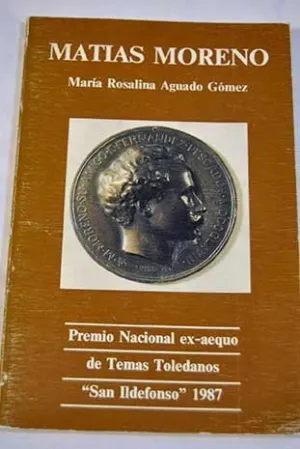 MATIAS MORENO
María Rosalina Aguado Gómez
Premio Nacional ex-aequo
de Temas Toledanos
“San Ildefonso” 1987